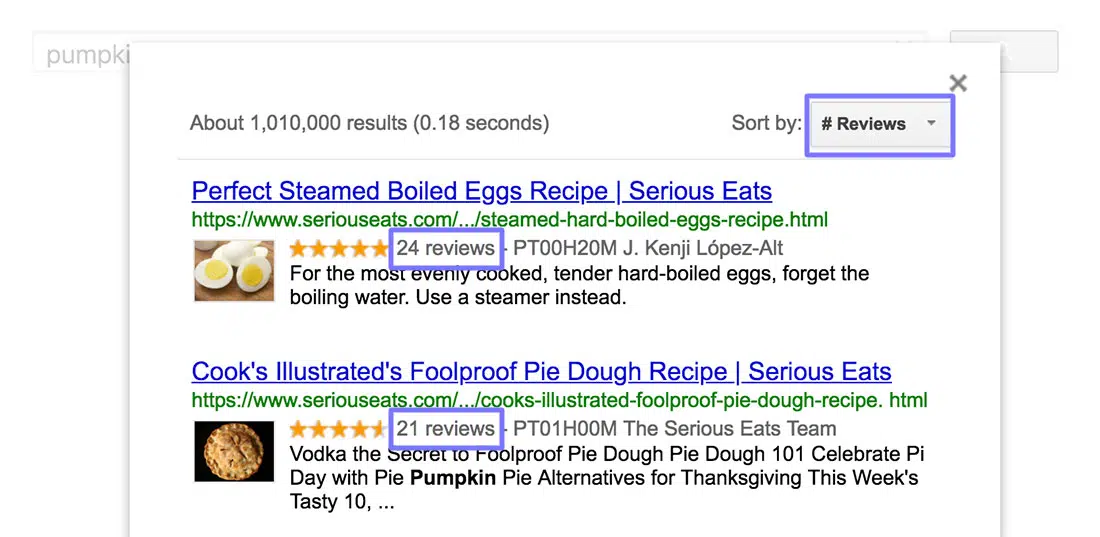 pumpki
About 1,010,000 results (0.18 seconds)
Sort by: # Reviews
Perfect Steamed Boiled Eggs Recipe | Serious Eats
https://www.seriouseats.com/.../steamed-hard-boiled-eggs-recipe.html
24 reviews - PT00H20M J. Kenji López-Alt
For the most evenly cooked, tender hard-boiled eggs, forget the
boiling water. Use a steamer instead.
Cook's Illustrated's Foolproof Pie Dough Recipe | Serious Eats
https://www.seriouseats.com/.../cooks-illustrated-foolproof-pie-dough-recipe. html
21 reviews - PT01H00M The Serious Eats Team
Vodka the Secret to Foolproof Pie Dough Pie Dough 101 Celebrate Pi
Day with Pie Pumpkin Pie Alternatives for Thanksgiving This Week's
Tasty 10, ...